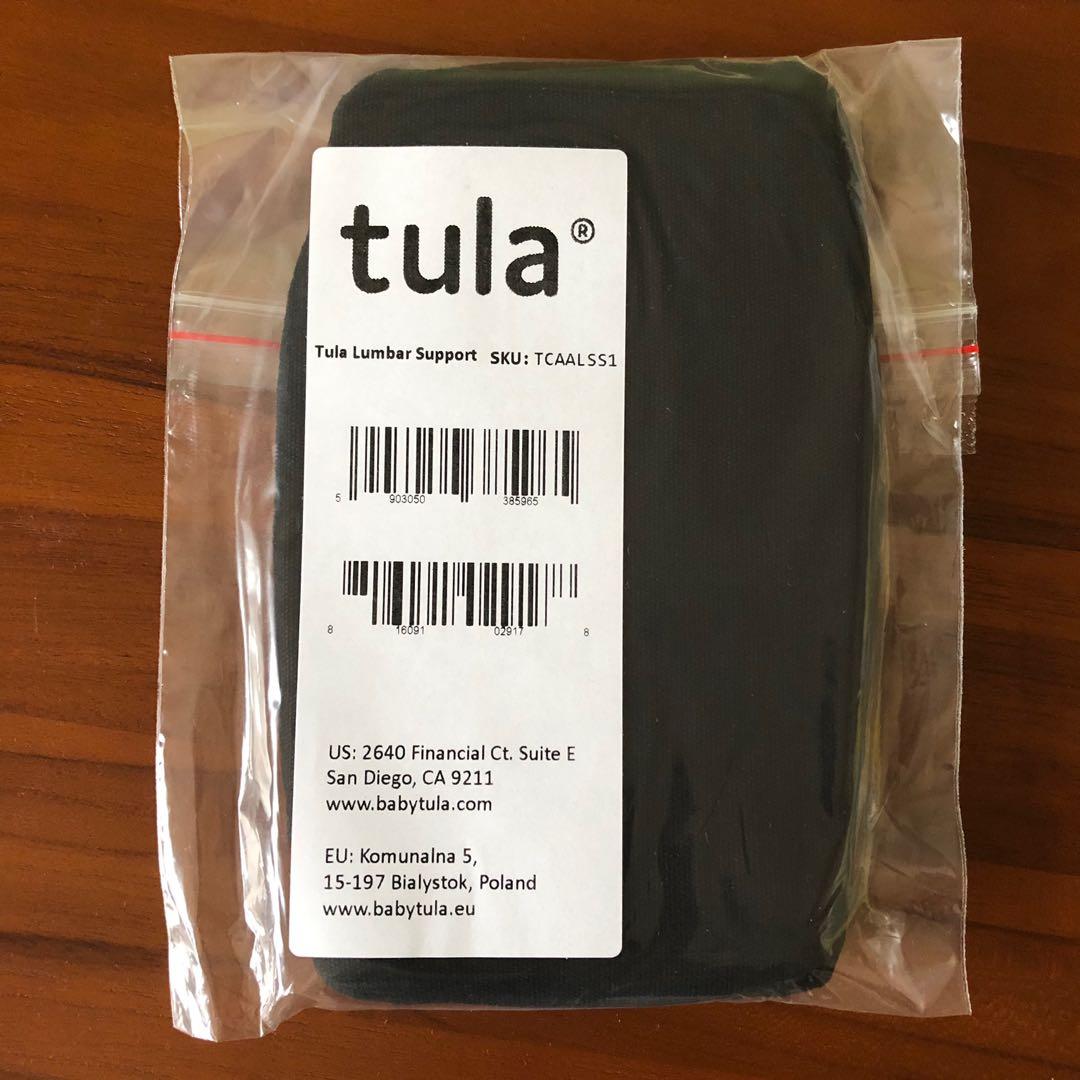 tula®
Tula Lumbar Support SKU: TCAALSS1
5 903050 385965
8 16091 02917 8
US: 2640 Financial Ct. Suite E
San Diego, CA 9211
www.babytula.com
EU: Komunalna 5,
15-197 Bialystok, Poland
www.babytula.eu